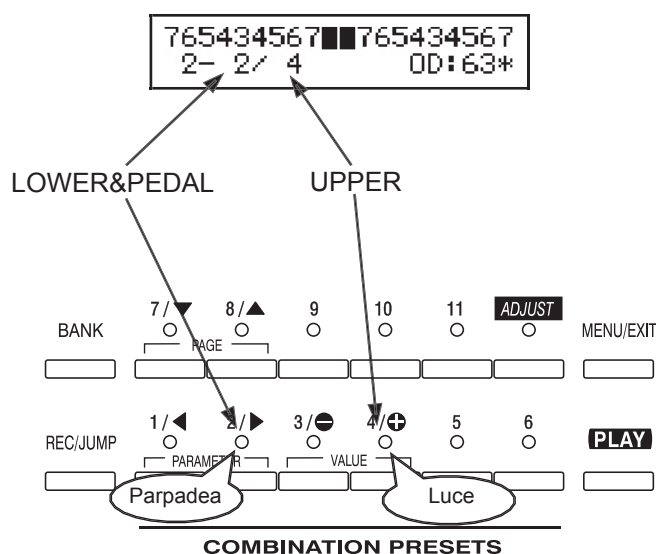 765434567██765434567
2- 2/ 4 OD:63*
LOWER&PEDAL UPPER
7/▼ 8/▲ 9 10 11 ADJUST
BANK MENU/EXIT
PAGE
1/◀ 2/▶ 3/⊖ 4/⊕ 5 6
REC/JUMP PLAY
PARAMETER VALUE
Parpadea Luce
COMBINATION PRESETS